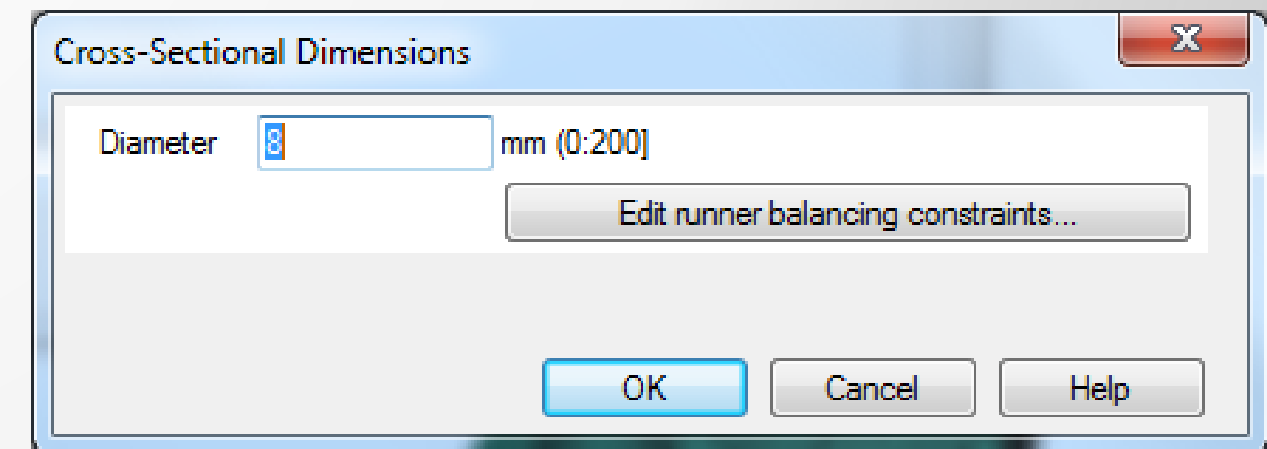 Cross-Sectional Dimensions
Diameter 8 mm (0:200]
Edit runner balancing constraints...
OK Cancel Help